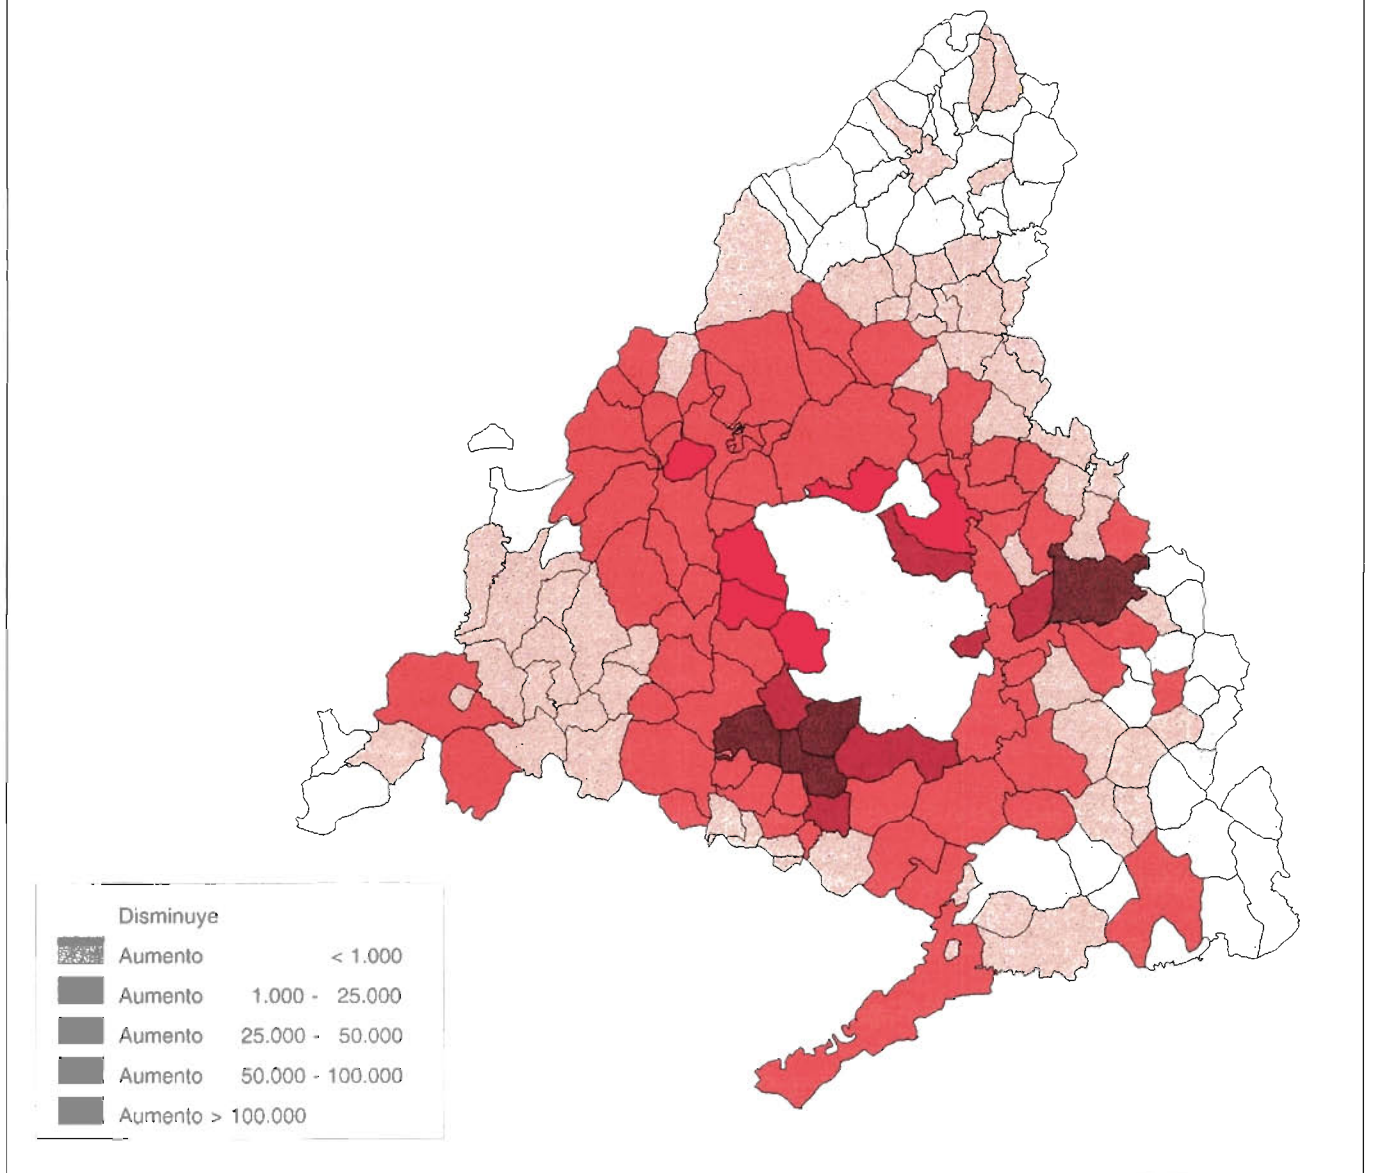 Disminuye
Aumento < 1.000
Aumento 1.000 - 25.000
Aumento 25.000 - 50.000
Aumento 50.000 - 100.000
Aumento > 100.000